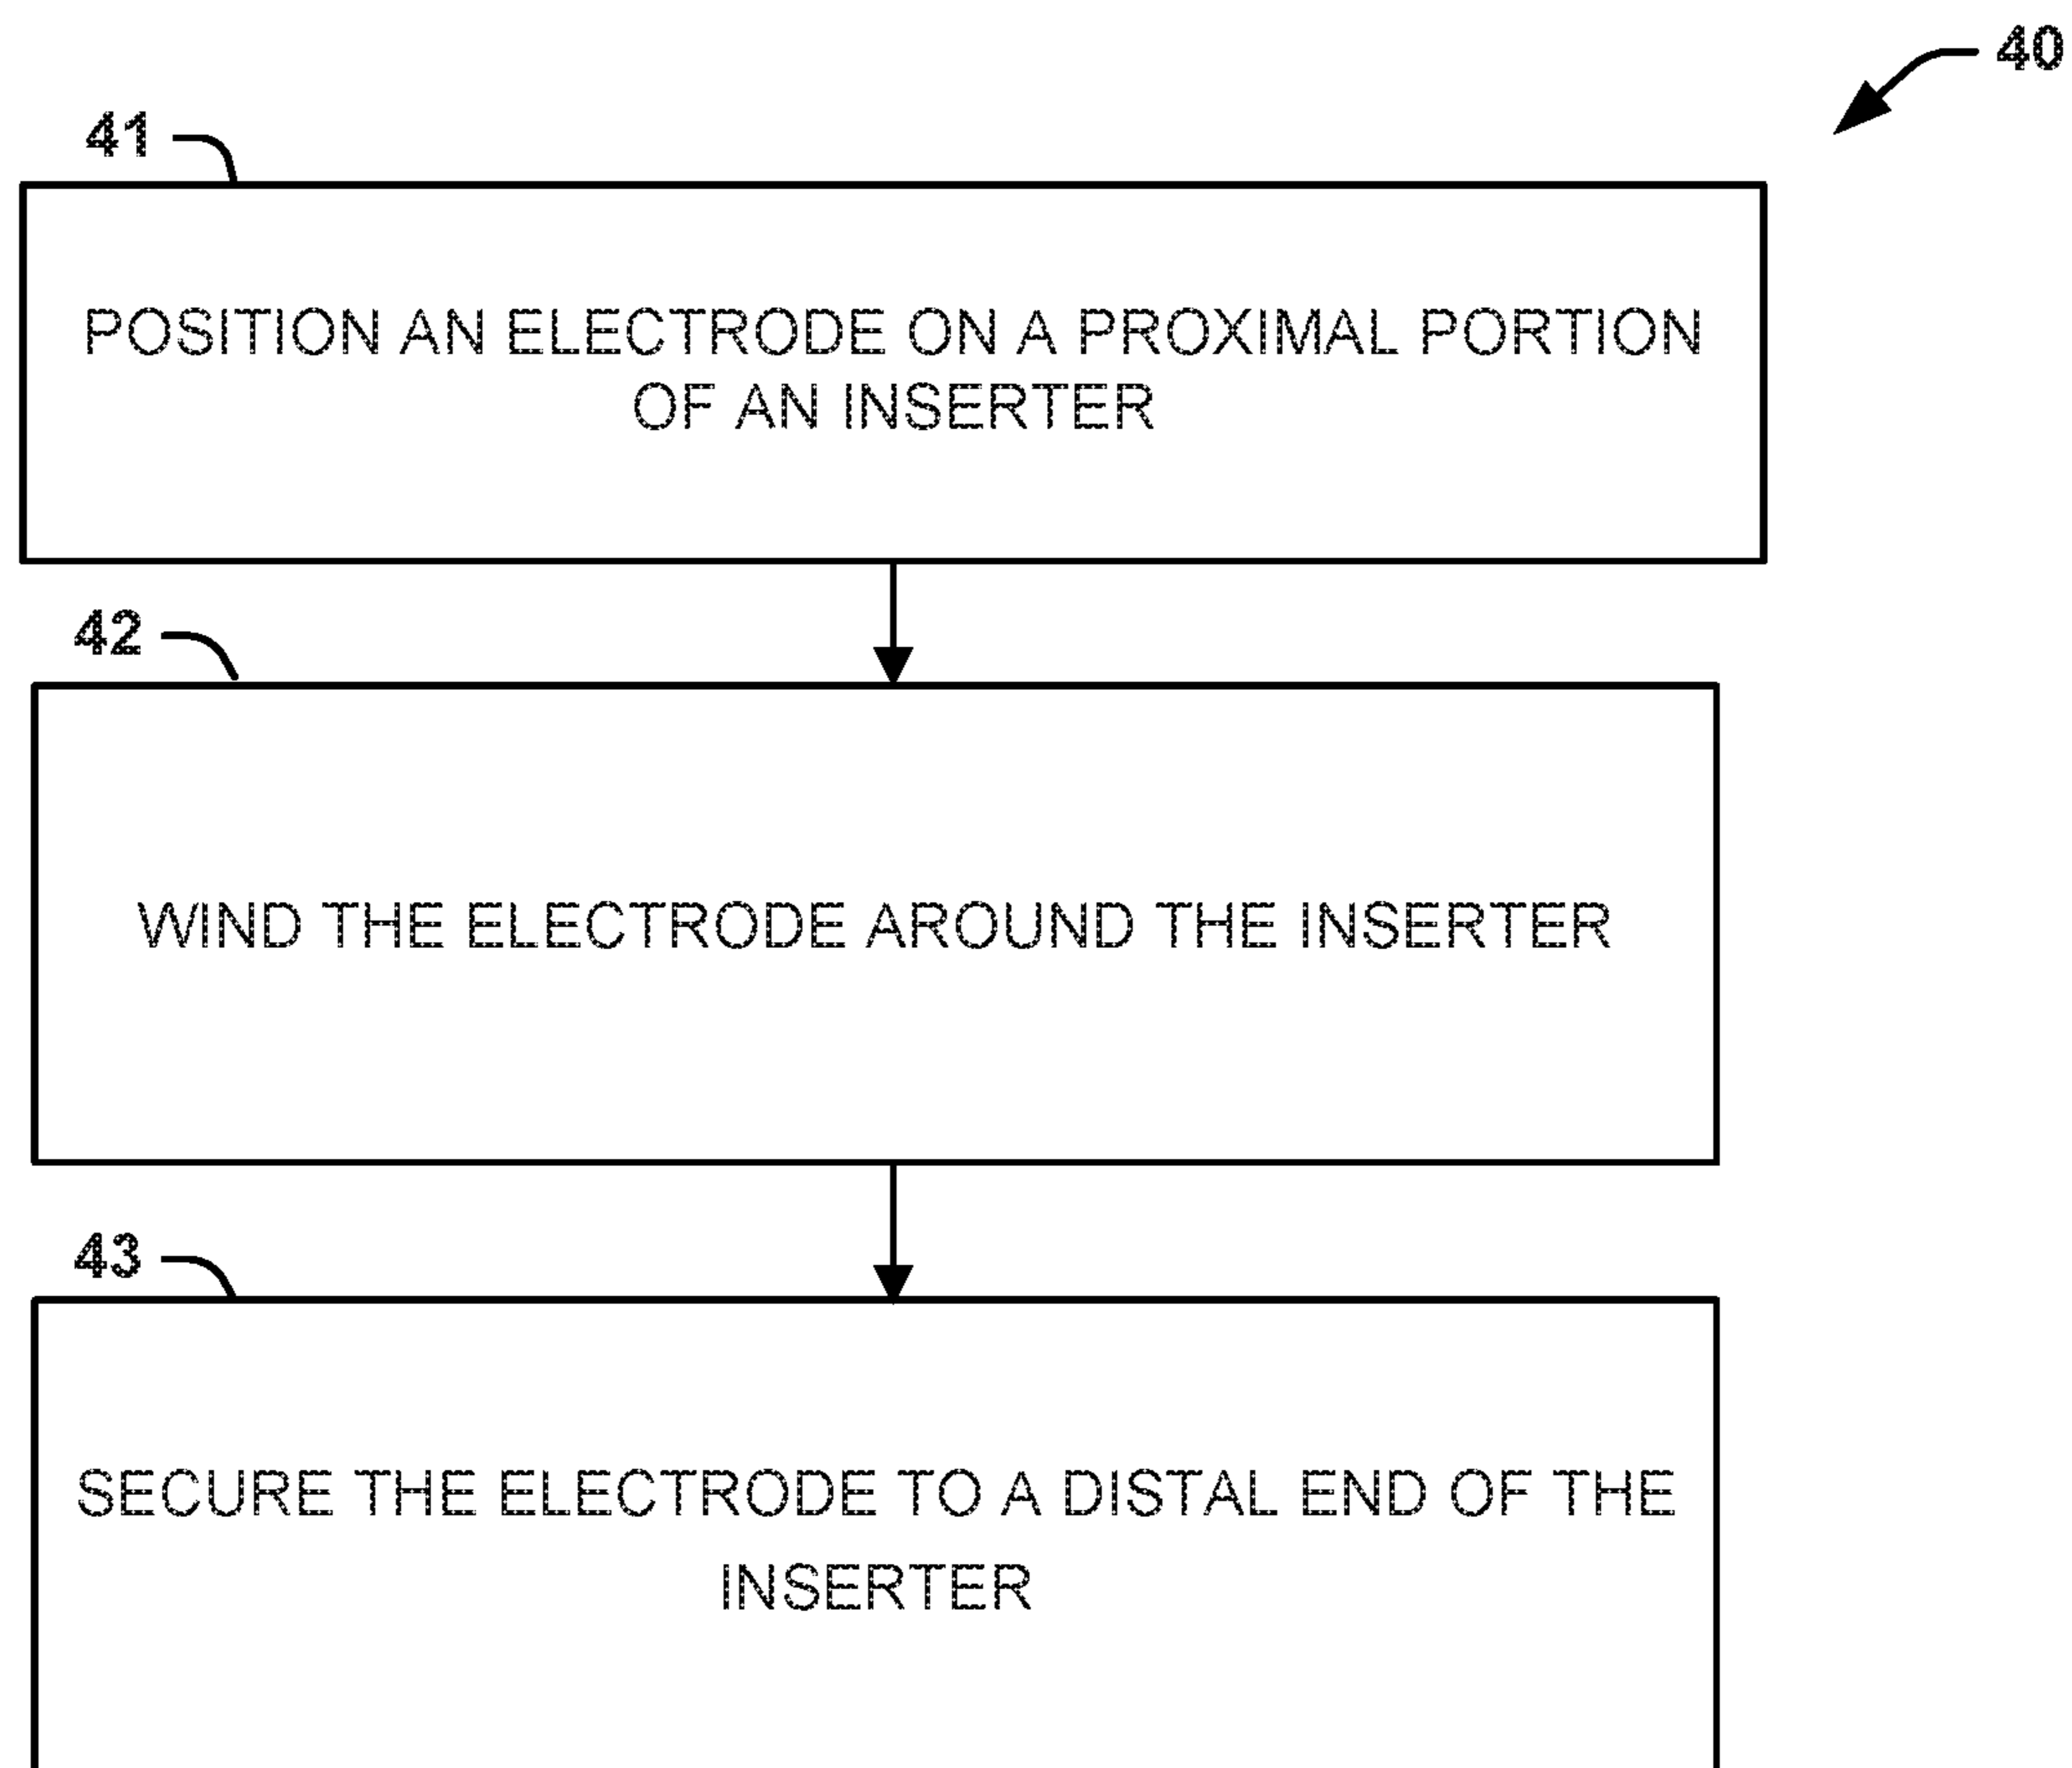 40
41
POSITION AN ELECTRODE ON A PROXIMAL PORTION
OF AN INSERTER
42
WIND THE ELECTRODE AROUND THE INSERTER
43
SECURE THE ELECTRODE TO A DISTAL END OF THE
INSERTER